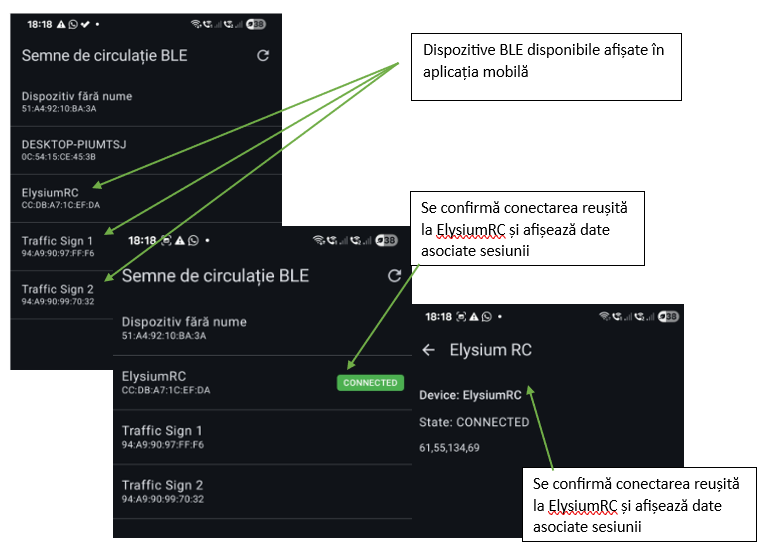 18:18
38
Semne de circulație BLE
Dispozitiv fără nume
51:A4:92:10:BA:3A
DESKTOP-PIUMTSJ
0C:54:15:CE:45:3B
ElysiumRC
CC:DB:A7:1C:EF:DA
Traffic Sign 1
94:A9:90:97:FF:F6
Traffic Sign 2
94:A9:90:99:70:32
Dispozitive BLE disponibile afișate în
aplicația mobilă
18:18
38
Semne de circulație BLE
Dispozitiv fără nume
51:A4:92:10:BA:3A
ElysiumRC
CC:DB:A7:1C:EF:DA
CONNECTED
Traffic Sign 1
94:A9:90:97:FF:F6
Traffic Sign 2
94:A9:90:99:70:32
Se confirmă conectarea reușită
la ElysiumRC și afișează date
asociate sesiunii
18:18
38
Elysium RC
Device: ElysiumRC
State: CONNECTED
61,55,134,69
Se confirmă conectarea reușită
la ElysiumRC și afișează date
asociate sesiunii